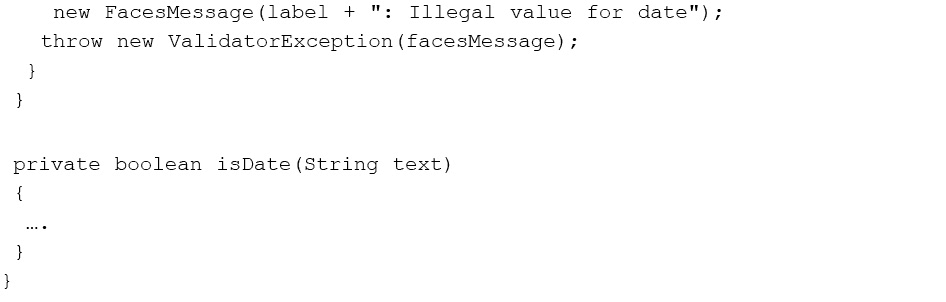 new FacesMessage(label + ": Illegal value for date");
throw new ValidatorException(facesMessage);
}
}
private boolean isDate(String text)
{
….
}
}